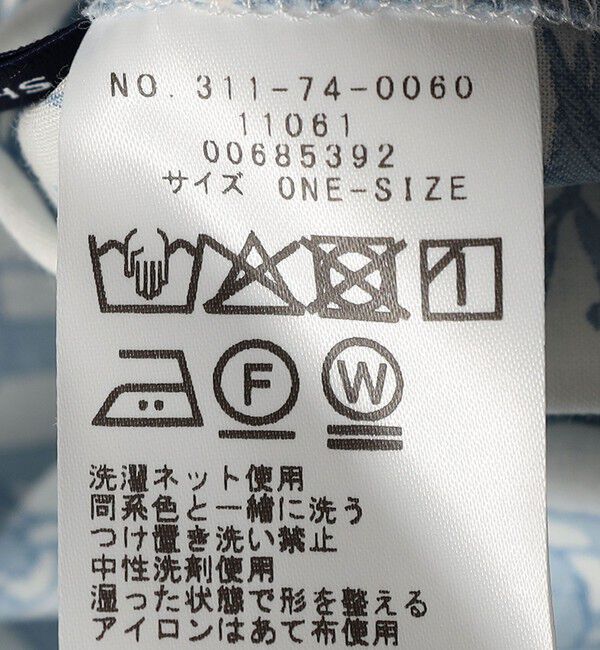 HS
NO. 311-74-0060
11061
00685392
サイズ ONE-SIZE
F
W
洗濯ネット使用
同系色と一緒に洗う
つけ置き洗い禁止
中性洗剤使用
湿った状態で形を整える
アイロンはあて布使用